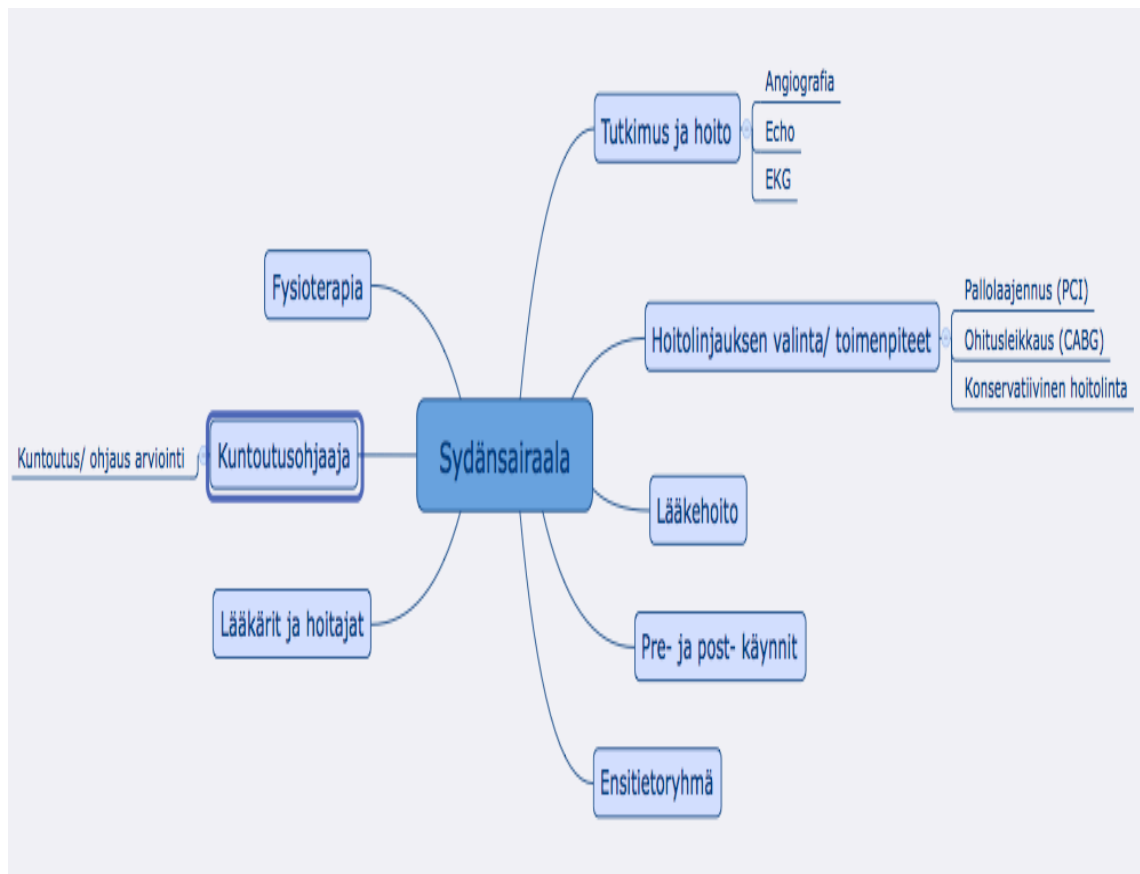 Angiografia
Tutkimus ja hoito
Echo
EKG
Fysioterapia
Pallolaajennus (PCI)
Hoitolinjauksen valinta/ toimenpiteet
Ohitusleikkaus (CABG)
Konservatiivinen hoitolinta
Kuntoutus/ ohjaus arviointi
Kuntoutusohjaaja
Sydänsairaala
Lääkehoito
Lääkärit ja hoitajat
Pre- ja post- käynnit
Ensitietoryhmä